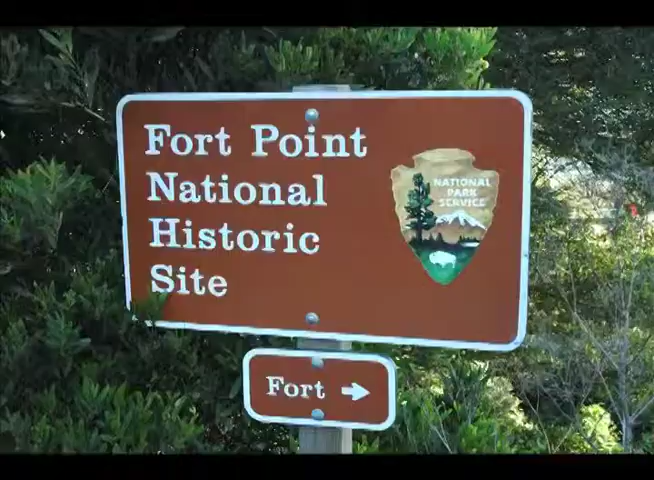 Fort Point
National
Historic
Site
NATIONAL
PARK
SERVICE
Fort →